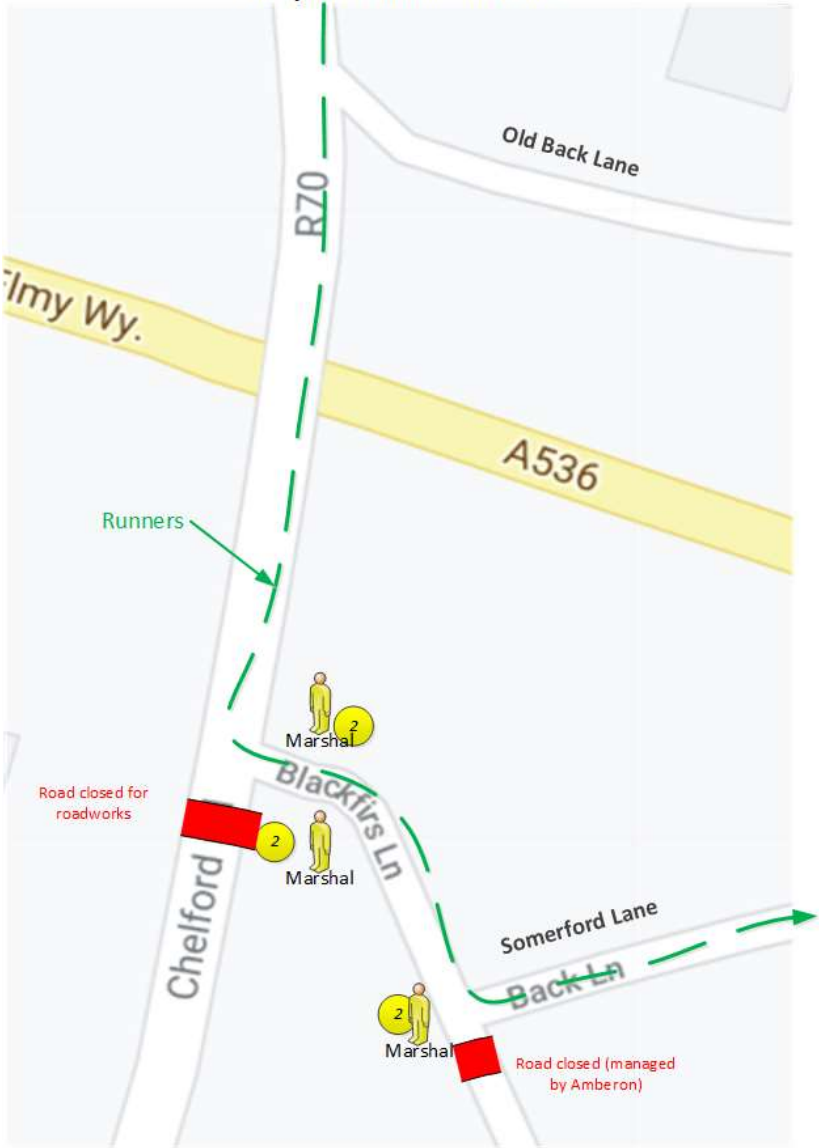 Old Back Lane
R70
Elmy Wy.
A536
Runners
2
Marshal
Blackfirs Ln
Road closed for
roadworks
2
Marshal
Chelford
Somerford Lane
Back Ln
2
Marshal
Road closed (managed
by Amberon)